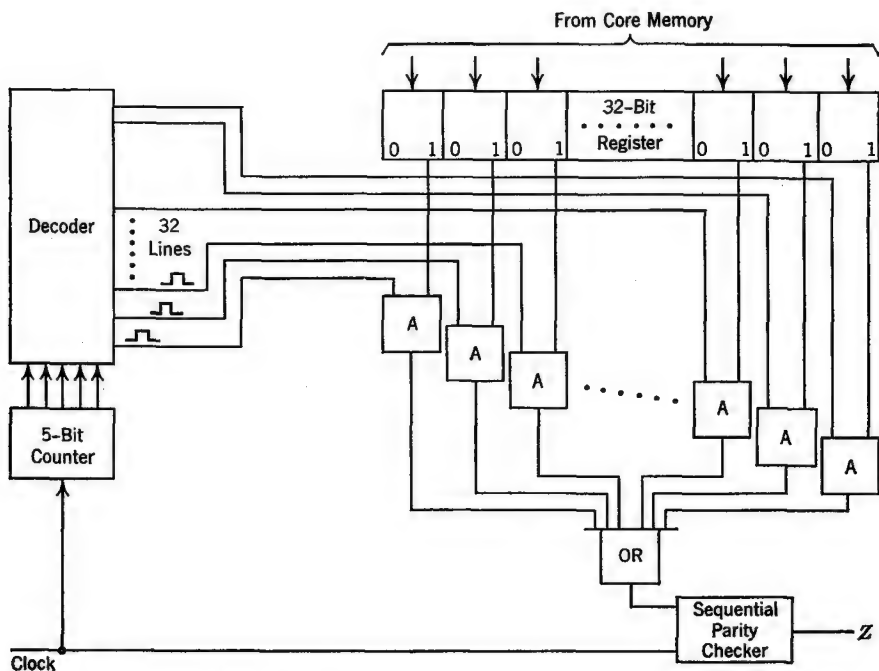 From Core Memory
32-Bit
Register
0 1 0 1 0 1 0 1 0 1 0 1
Decoder
32
Lines
A
A
A
A
A
A
5-Bit
Counter
OR
Sequential
Parity
Checker
Z
Clock